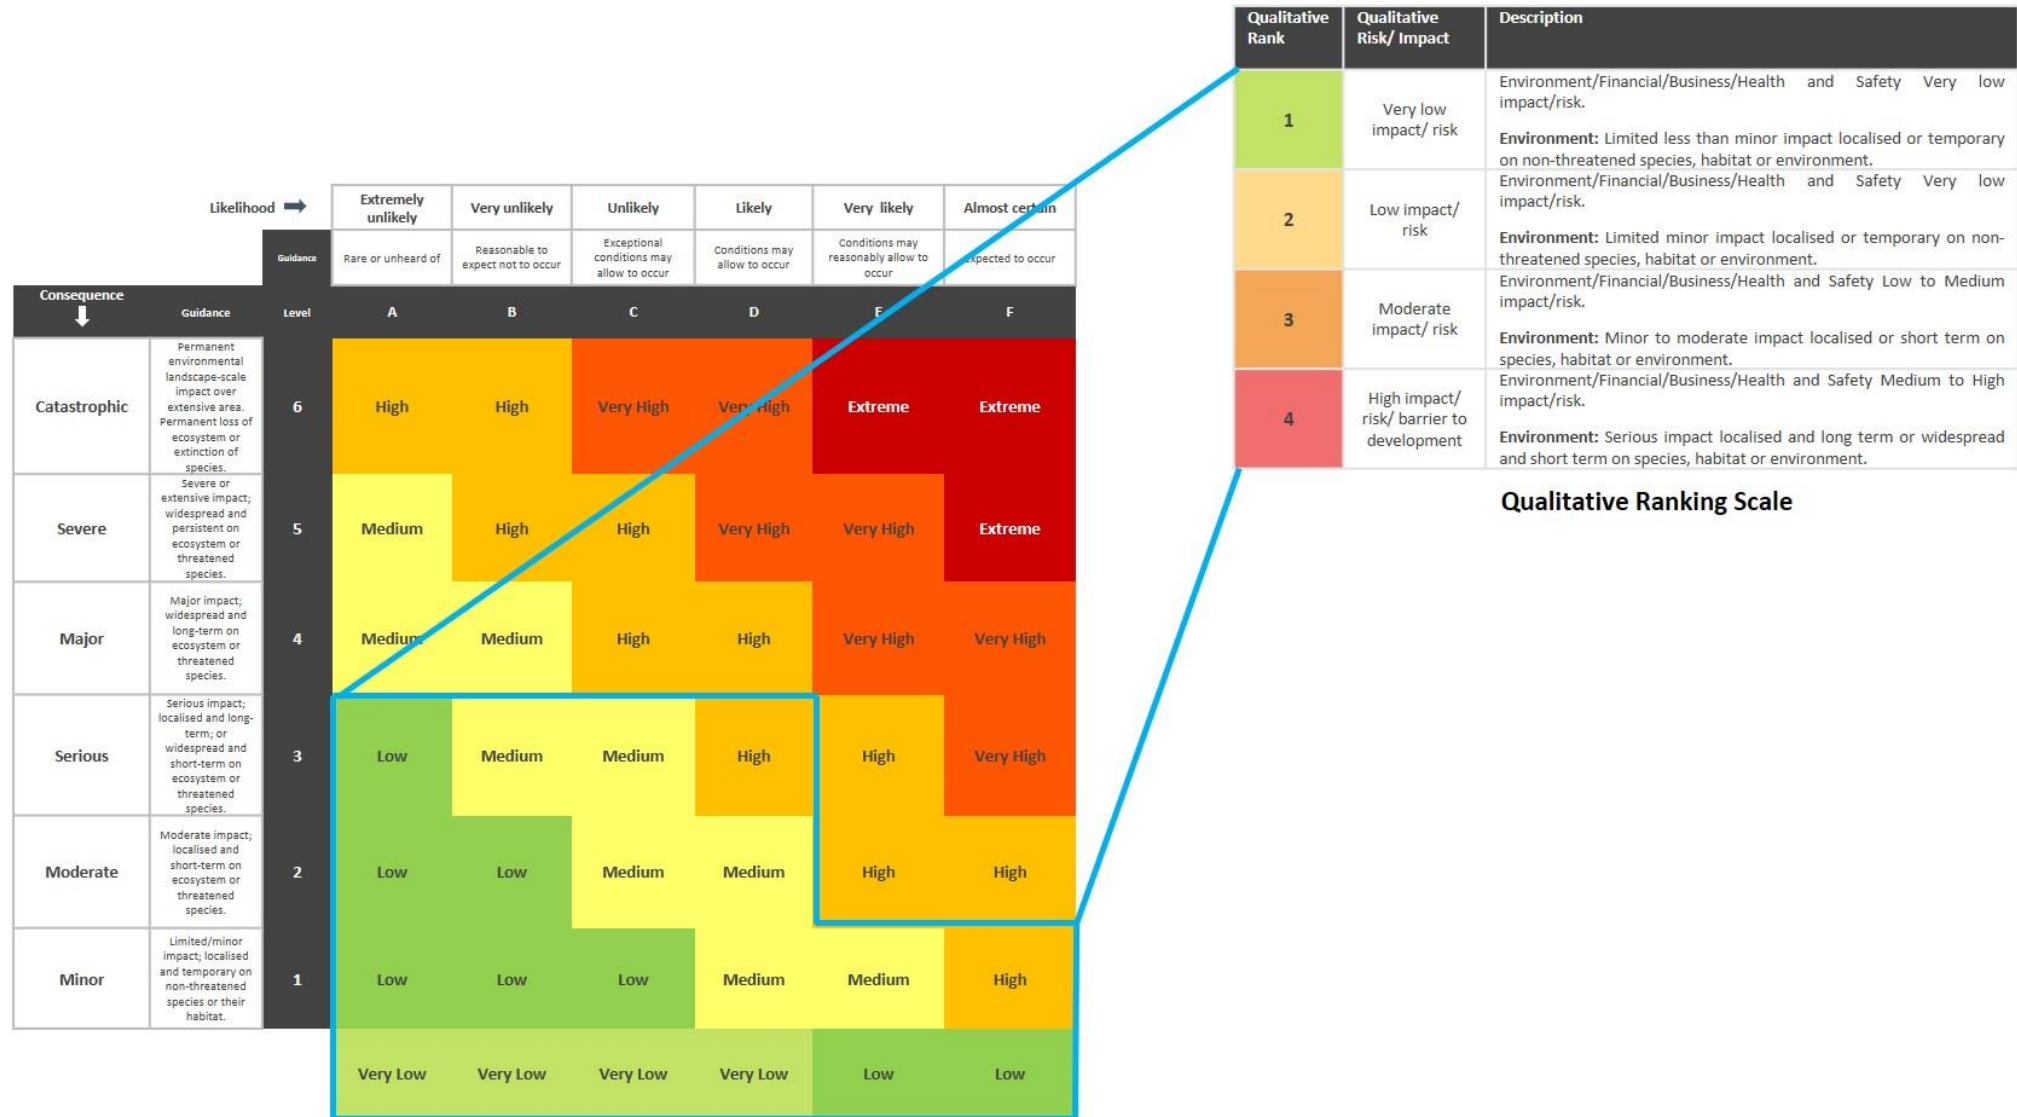 Likelihood
Extremely
unlikely
Very unlikely
Unlikely
Likely
Very likely
Almost certain
Guidance
Rare or unheard of
Reasonable to
expect not to occur
Exceptional
conditions may
allow to occur
Conditions may
allow to occur
Conditions may
reasonably allow to
occur
Expected to occur
Consequence
Guidance
Level
A
B
C
D
E
F
Catastrophic
Permanent
environmental
landscape-scale
impact over
extensive area.
Permanent loss of
ecosystem or
extinction of
species.
6
High
High
Very High
Very High
Extreme
Extreme
Severe
Severe or
extensive impact;
widespread and
persistent on
ecosystem or
threatened
species.
5
Medium
High
High
Very High
Very High
Extreme
Major
Major impact;
widespread and
long-term on
ecosystem or
threatened
species.
4
Medium
Medium
High
High
Very High
Very High
Serious
Serious impact;
localised and long-
term; or
widespread and
short-term on
ecosystem or
threatened
species.
3
Low
Medium
Medium
High
High
Very High
Moderate
Moderate impact;
localised and
short-term on
ecosystem or
threatened
species.
2
Low
Low
Medium
Medium
High
High
Minor
Limited/minor
impact; localised
and temporary on
non-threatened
species or their
habitat.
1
Low
Low
Low
Medium
Medium
High
Very Low
Very Low
Very Low
Very Low
Low
Low
Qualitative
Rank
Qualitative
Risk/ Impact
Description
1
Very low
impact/ risk
Environment/Financial/Business/Health and Safety Very low
impact/risk.
Environment: Limited less than minor impact localised or temporary
on non-threatened species, habitat or environment.
2
Low impact/
risk
Environment/Financial/Business/Health and Safety Very low
impact/risk.
Environment: Limited minor impact localised or temporary on non-
threatened species, habitat or environment.
3
Moderate
impact/ risk
Environment/Financial/Business/Health and Safety Low to Medium
impact/risk.
Environment: Minor to moderate impact localised or short term on
species, habitat or environment.
4
High impact/
risk/ barrier to
development
Environment/Financial/Business/Health and Safety Medium to High
impact/risk.
Environment: Serious impact localised and long term or widespread
and short term on species, habitat or environment.
Qualitative Ranking Scale